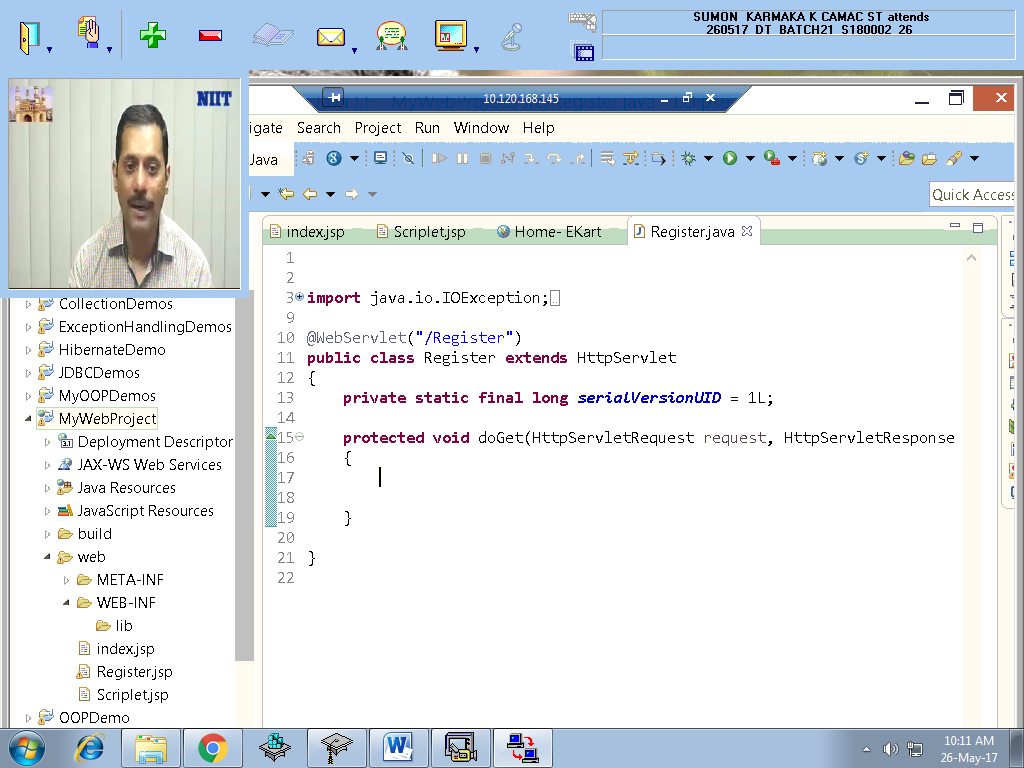 SUMON KARMAKA K CAMAC ST attends
260517_DT_BATCH21_S180002_26
NIIT
10.120.168.145
igate Search Project Run Window Help
Java
Quick Access
index.jsp
Scriplet.jsp
Home- EKart
Register.java
1
2
3 import java.io.IOException;
9
10 @WebServlet("/Register")
11 public class Register extends HttpServlet
12 {
13 private static final long serialVersionUID = 1L;
14
15 protected void doGet(HttpServletRequest request, HttpServletResponse
16 {
17
18
19 }
20
21 }
22
CollectionDemos
ExceptionHandlingDemos
HibernateDemo
JDBCDemos
MyOOPDemos
MyWebProject
Deployment Descriptor
JAX-WS Web Services
Java Resources
JavaScript Resources
build
web
META-INF
WEB-INF
lib
index.jsp
Register.jsp
Scriplet.jsp
OOPDemo
10:11 AM
26-May-17